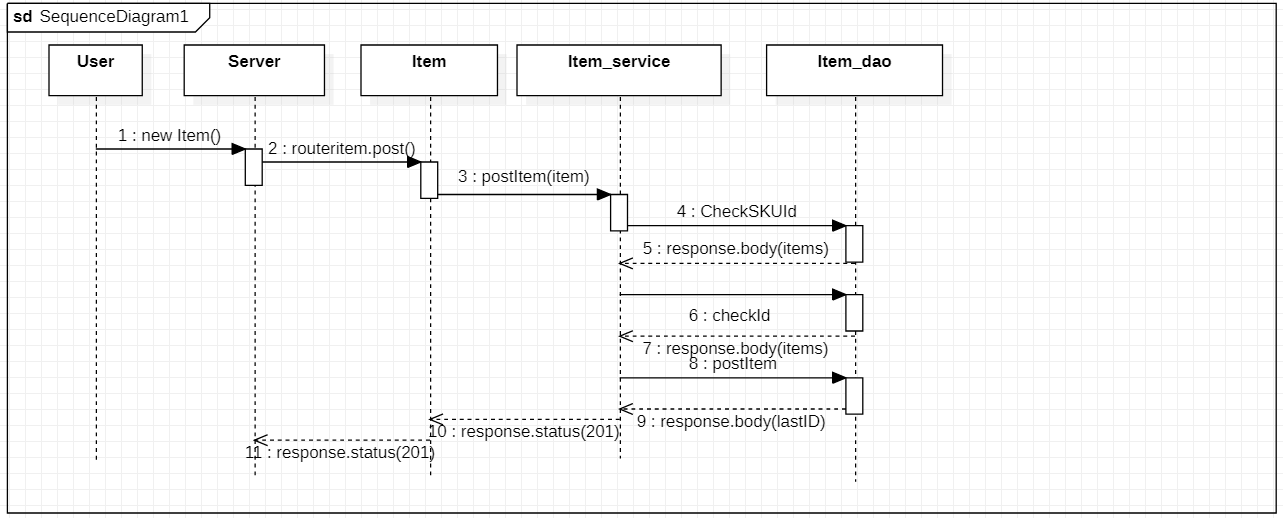 sd SequenceDiagram1
User
Server
Item
Item_service
Item_dao
1 : new Item()
2 : routeritem.post()
3 : postItem(item)
4 : CheckSKUId
5 : response.body(items)
6 : checkId
7 : response.body(items)
8 : postItem
9 : response.body(lastID)
10 : response.status(201)
11 : response.status(201)